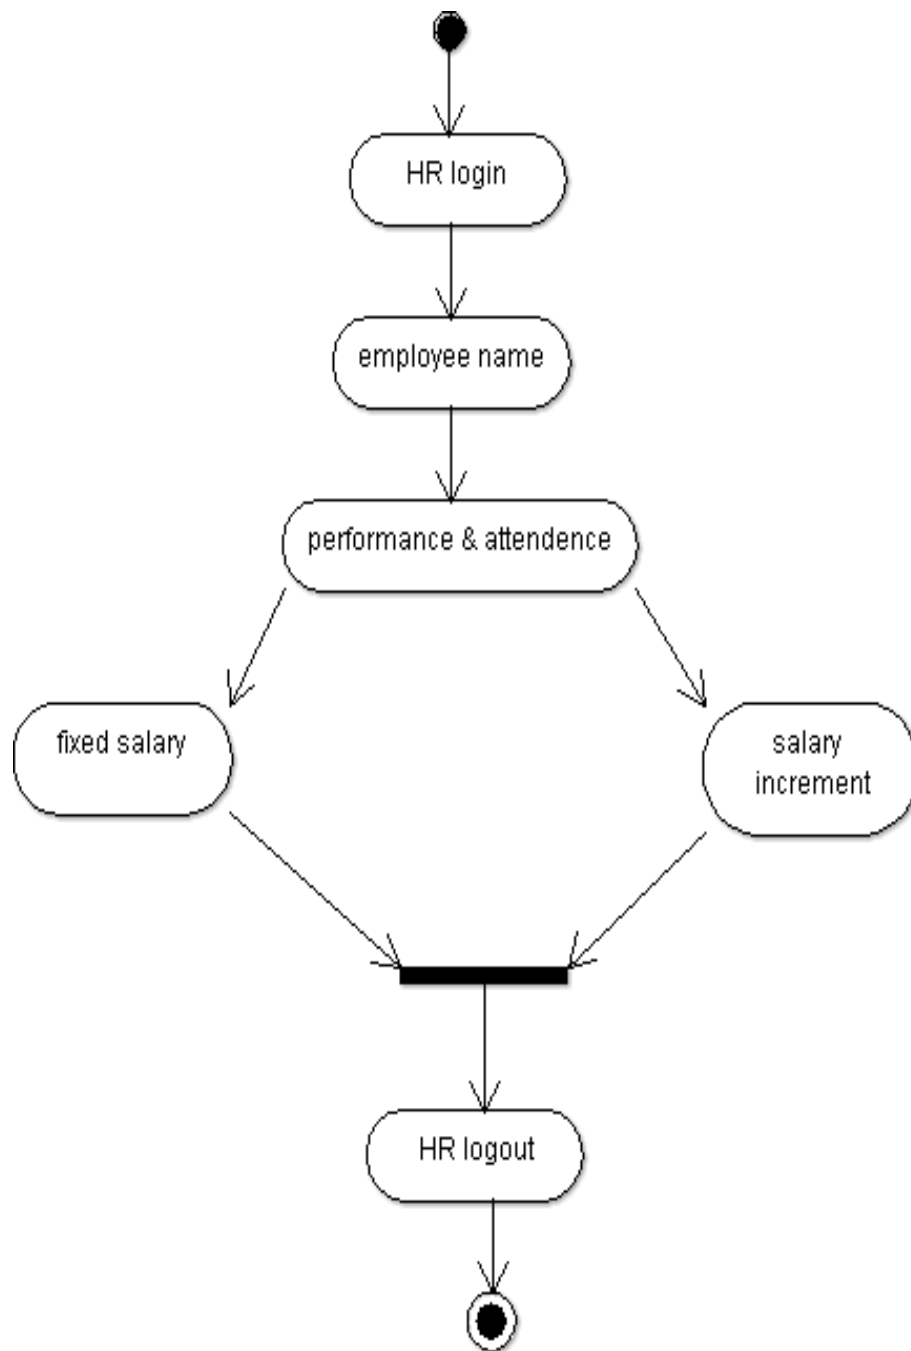 HR login
employee name
performance & attendence
fixed salary
salary
increment
HR logout